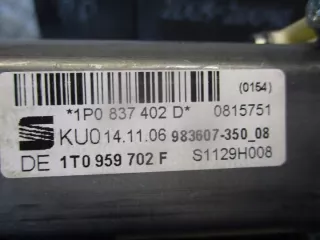 (0154)
*1P0 837 402 D* 0815751
KU0 14.11.06 983607-350_08
DE 1T0 959 702 F S1129H008